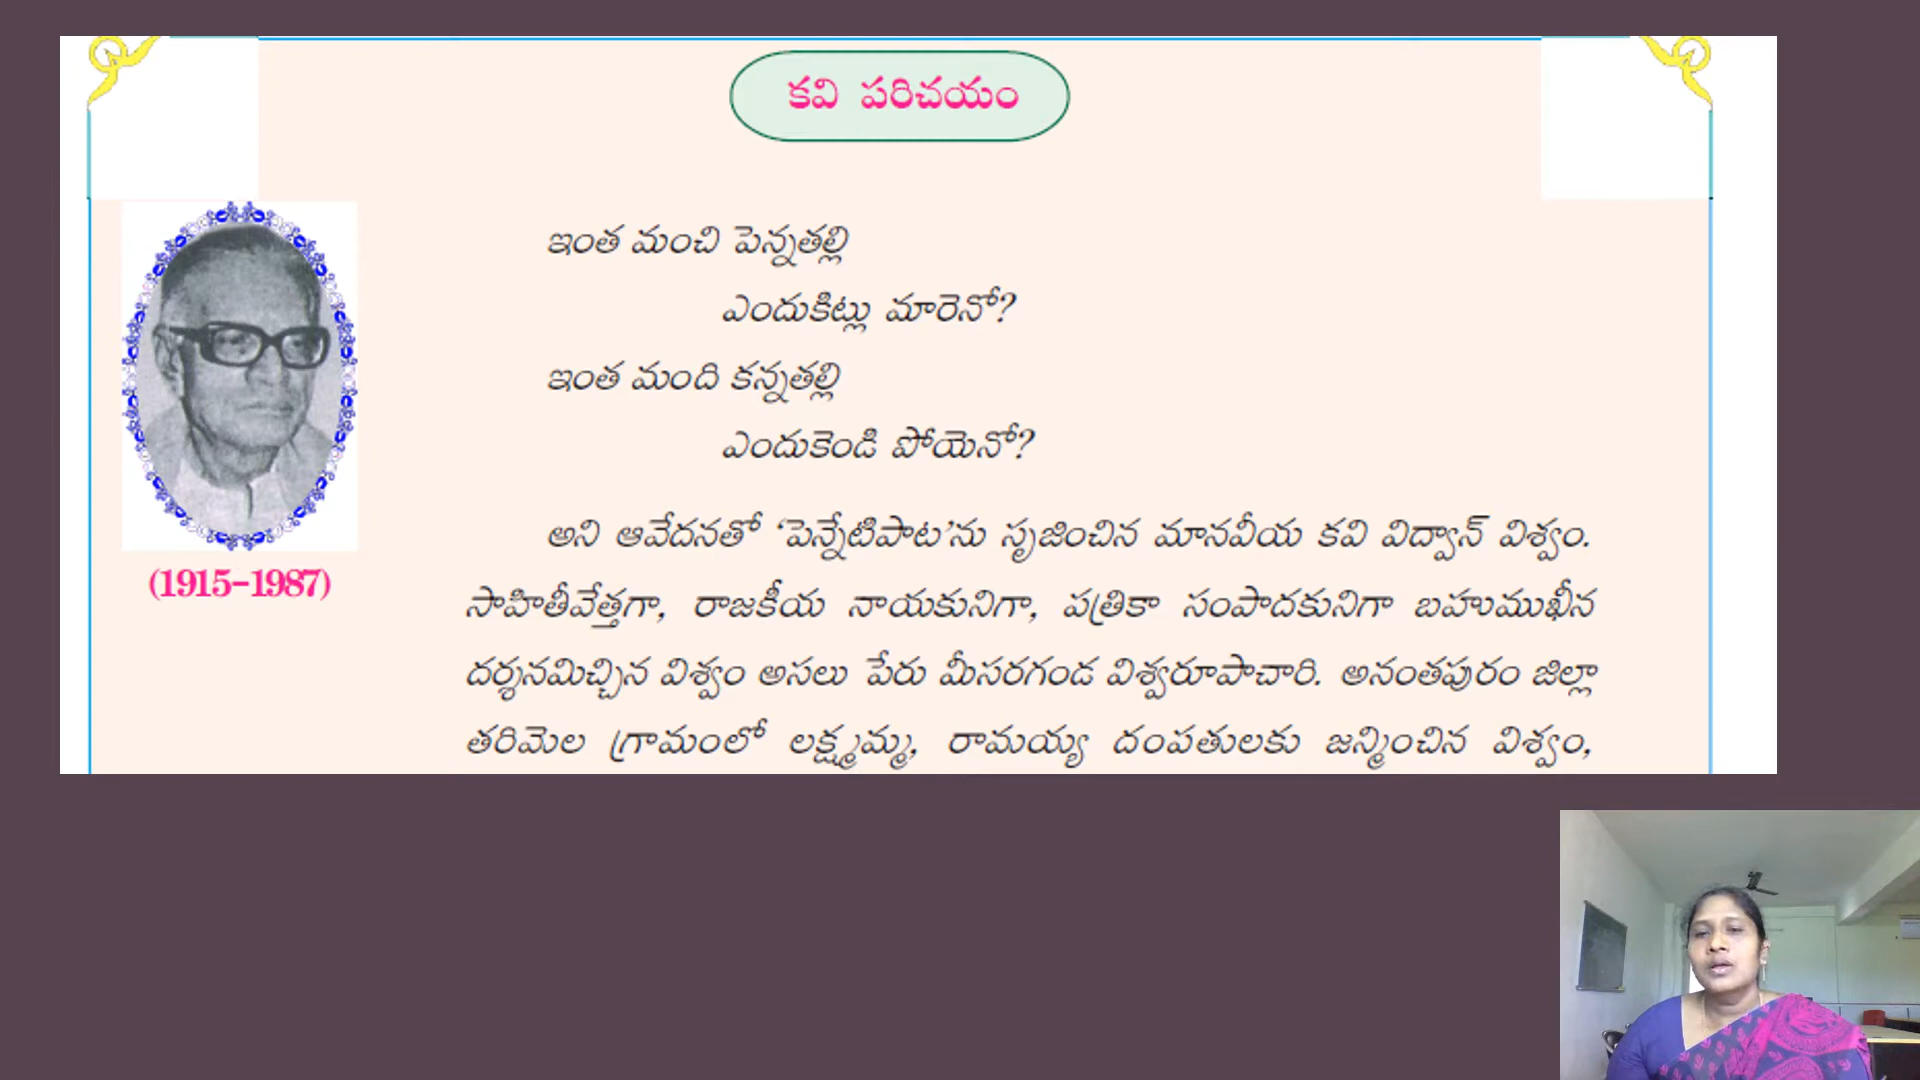 కవి పరిచయం
ఇంత మంచి పెన్నతల్లి
ఎందుకిట్లు మారెనో?
ఇంత మంది కన్నతల్లి
ఎందుకెండి పోయెనో?
అని ఆవేదనతో ‘పెన్నేటిపాట’ను సృజించిన మానవీయ కవి విద్వాన్ విశ్వం.
సాహితీవేత్తగా, రాజకీయ నాయకునిగా, పత్రికా సంపాదకునిగా బహుముఖీన
దర్శనమిచ్చిన విశ్వం అసలు పేరు మీసరగండ విశ్వరూపాచారి. అనంతపురం జిల్లా
తరిమెల గ్రామంలో లక్ష్మమ్మ, రామయ్య దంపతులకు జన్మించిన విశ్వం,
(1915-1987)